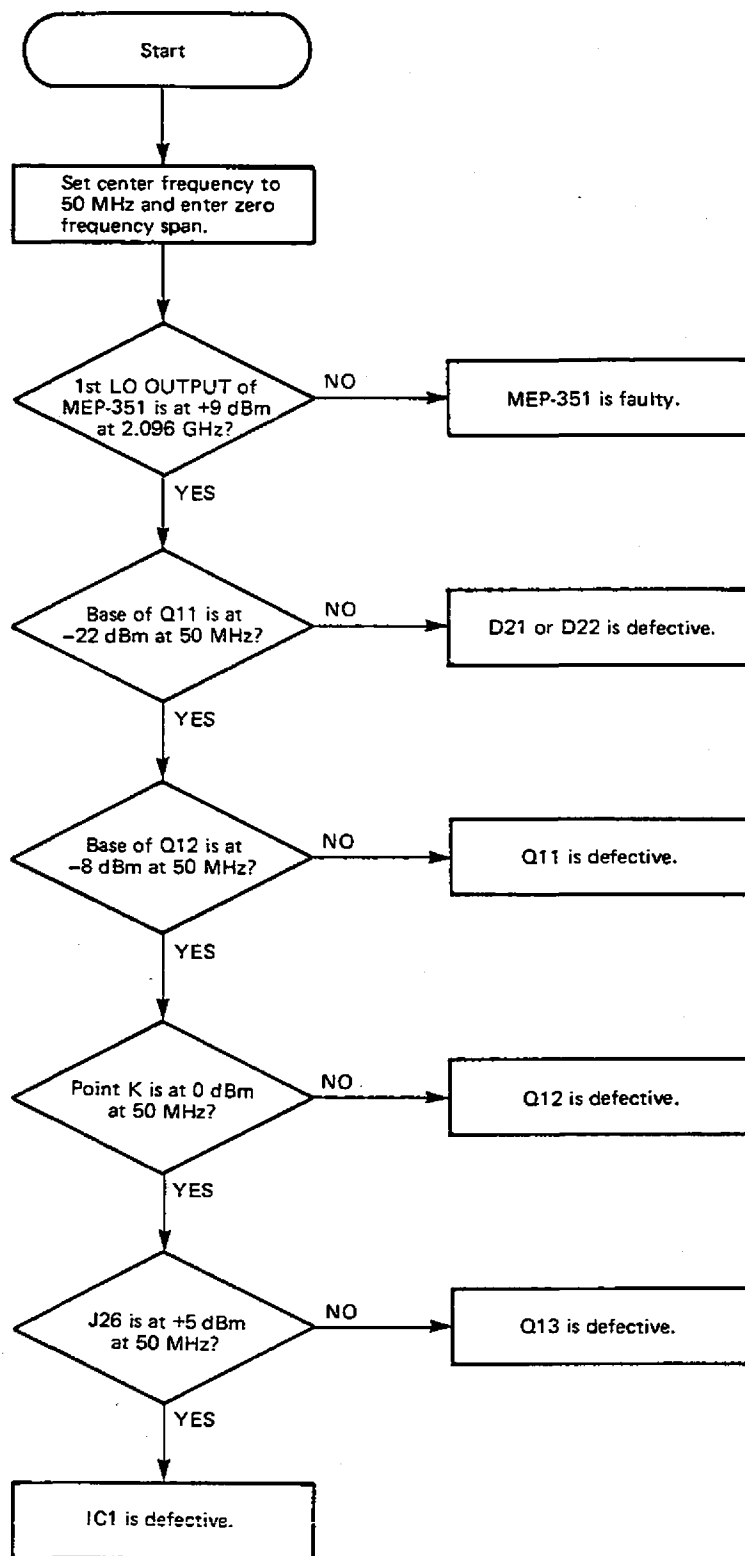 Start
Set center frequency to
50 MHz and enter zero
frequency span.
1st LO OUTPUT of
MEP-351 is at +9 dBm
at 2.096 GHz?
NO
MEP-351 is faulty.
YES
Base of Q11 is at
−22 dBm at 50 MHz?
NO
D21 or D22 is defective.
YES
Base of Q12 is at
−8 dBm at 50 MHz?
NO
Q11 is defective.
YES
Point K is at 0 dBm
at 50 MHz?
NO
Q12 is defective.
YES
J26 is at +5 dBm
at 50 MHz?
NO
Q13 is defective.
YES
IC1 is defective.